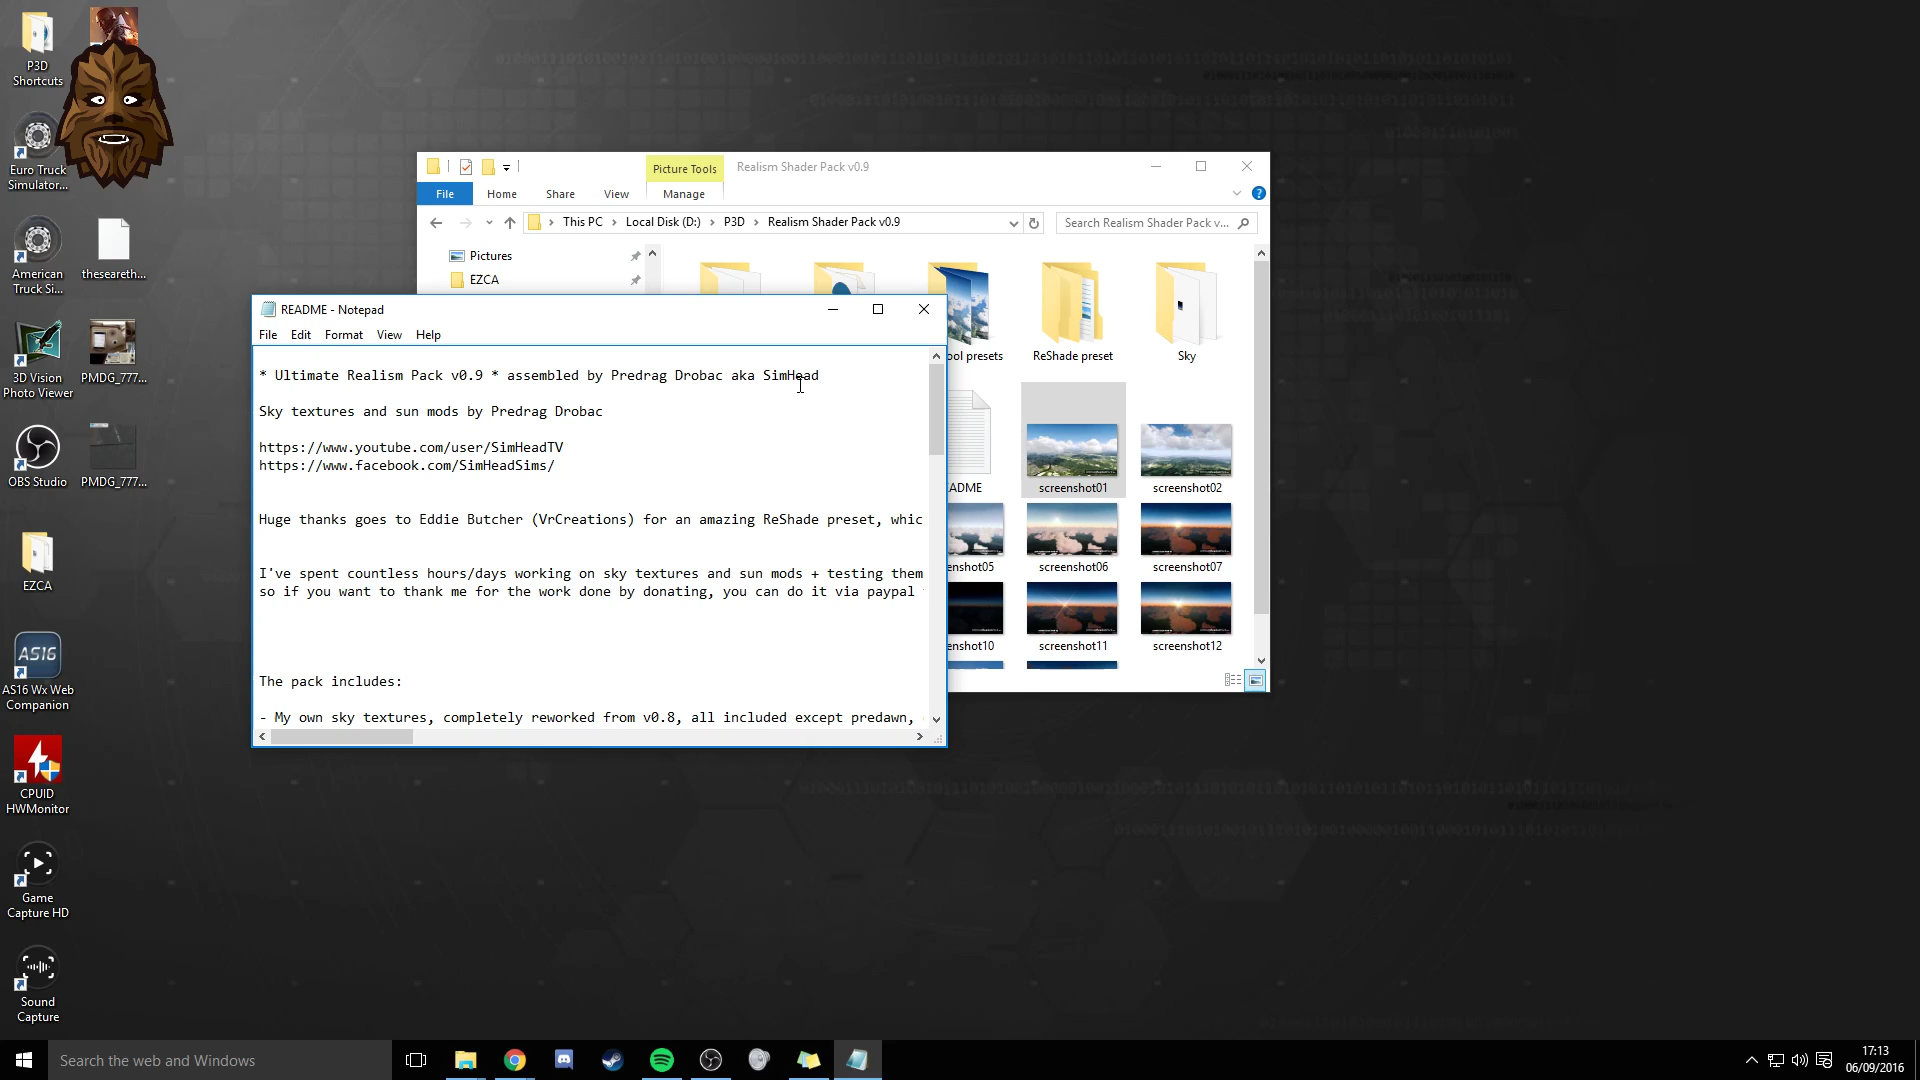 P3D
Shortcuts
Euro Truck
Simulator...
American
Truck Si...
theseareth...
3D Vision
Photo Viewer
PMDG_777...
OBS Studio
PMDG_777...
EZCA
AS16
AS16 Wx Web
Companion
CPUID
HWMonitor
Game
Capture HD
Sound
Capture
Picture Tools
Realism Shader Pack v0.9
File
Home
Share
View
Manage
This PC
Local Disk (D:)
P3D
Realism Shader Pack v0.9
Search Realism Shader Pack v...
Pictures
EZCA
ool presets
ReShade preset
Sky
ADME
screenshot01
screenshot02
enshot05
screenshot06
screenshot07
enshot10
screenshot11
screenshot12
README - Notepad
File
Edit
Format
View
Help
* Ultimate Realism Pack v0.9 * assembled by Predrag Drobac aka SimHead
Sky textures and sun mods by Predrag Drobac
https://www.youtube.com/user/SimHeadTV
https://www.facebook.com/SimHeadSims/
Huge thanks goes to Eddie Butcher (VrCreations) for an amazing ReShade preset, whic
I've spent countless hours/days working on sky textures and sun mods + testing them
so if you want to thank me for the work done by donating, you can do it via paypal
The pack includes:
- My own sky textures, completely reworked from v0.8, all included except predawn,
Search the web and Windows
17:13
06/09/2016